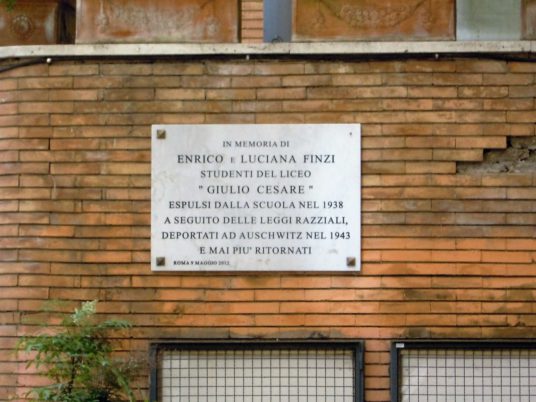 IN MEMORIA DI
ENRICO E LUCIANA FINZI
STUDENTI DEL LICEO
"GIULIO CESARE"
ESPULSI DALLA SCUOLA NEL 1938
A SEGUITO DELLE LEGGI RAZZIALI,
DEPORTATI AD AUSCHWITZ NEL 1943
E MAI PIU' RITORNATI
ROMA 9 MAGGIO 2012